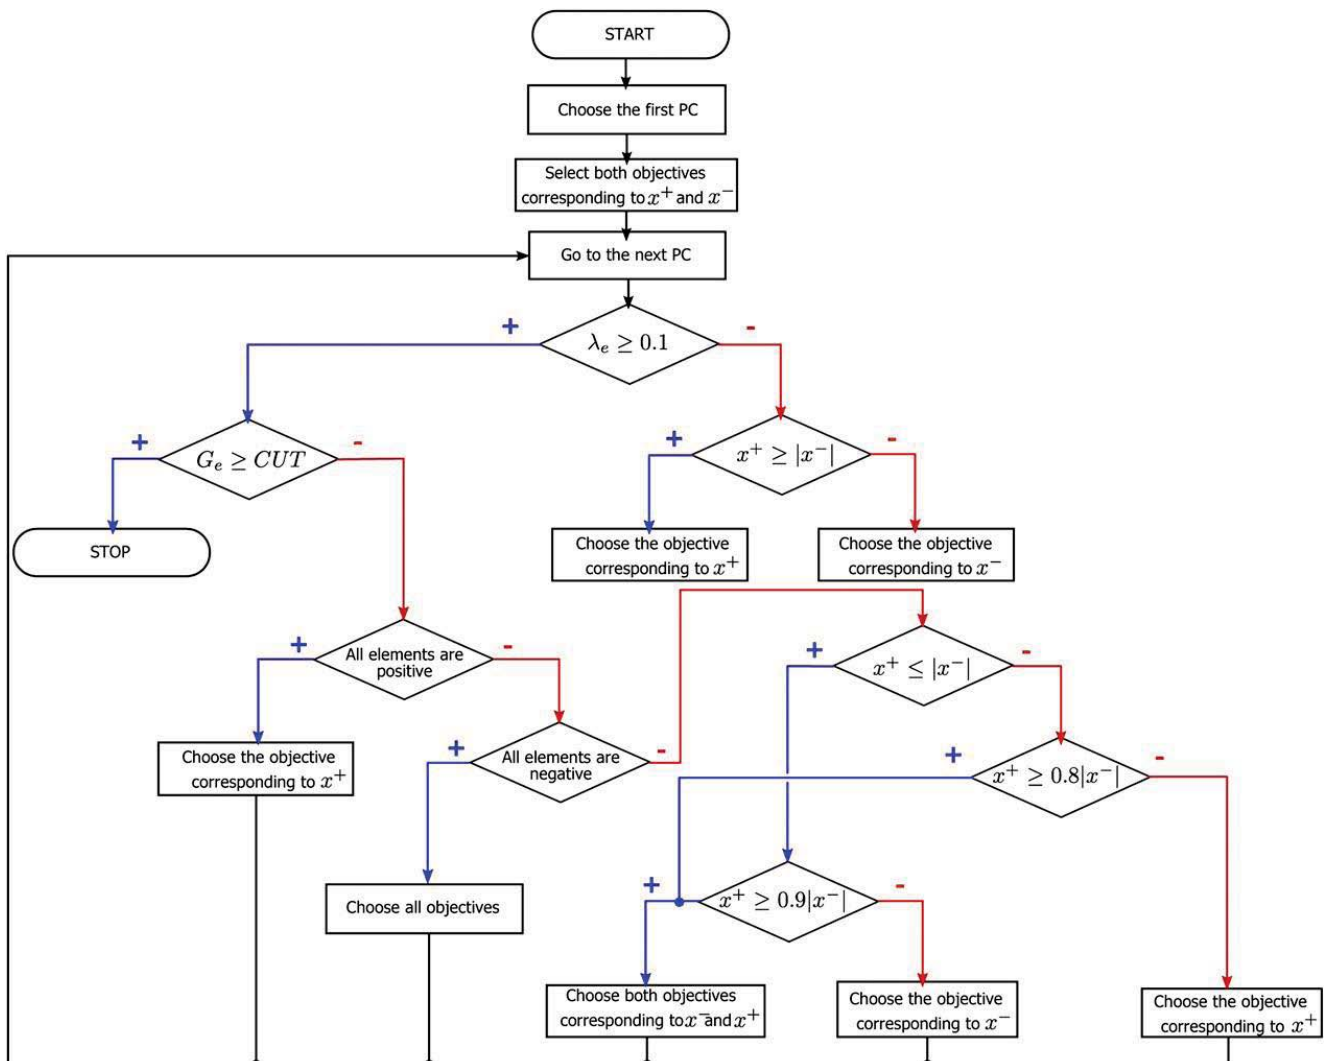 START
Choose the first PC
Select both objectives
corresponding to x⁺ and x⁻
Go to the next PC
+
-
λₑ ≥ 0.1
+
-
Gₑ ≥ CUT
+
-
x⁺ ≥ |x⁻|
STOP
Choose the objective
corresponding to x⁺
Choose the objective
corresponding to x⁻
+
-
All elements are
positive
+
-
x⁺ ≤ |x⁻|
Choose the objective
corresponding to x⁺
+
-
All elements are
negative
+
-
x⁺ ≥ 0.8|x⁻|
Choose all objectives
+
-
x⁺ ≥ 0.9|x⁻|
Choose both objectives
corresponding to x⁻ and x⁺
Choose the objective
corresponding to x⁻
Choose the objective
corresponding to x⁺